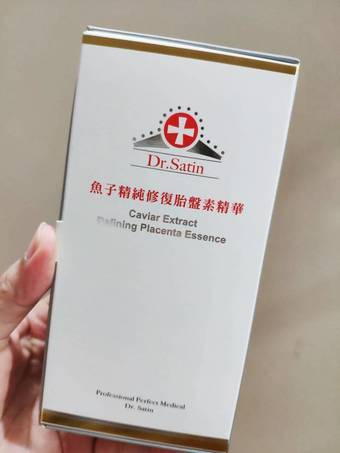 Dr.Satin
魚子精純修復胎盤素精華
Caviar Extract
Refining Placenta Essence
Professional Perfect Medical
Dr. Satin